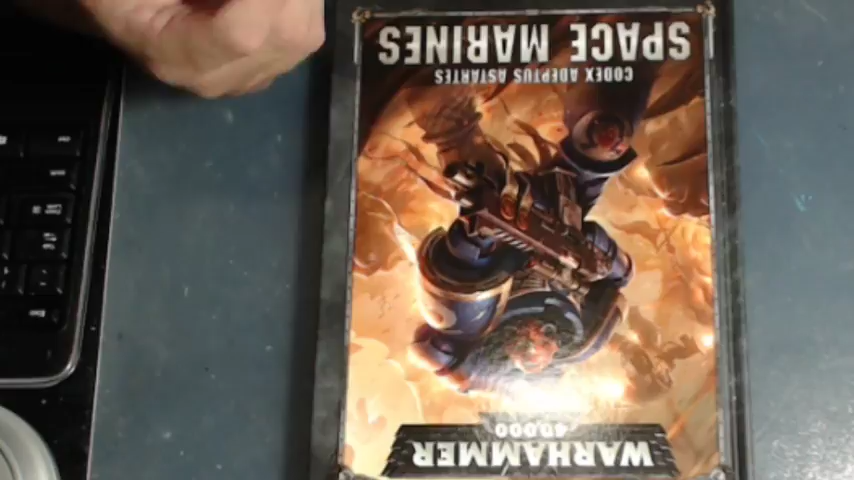 WARHAMMER
40,000
CODEX ADEPTUS ASTARTES
SPACE MARINES